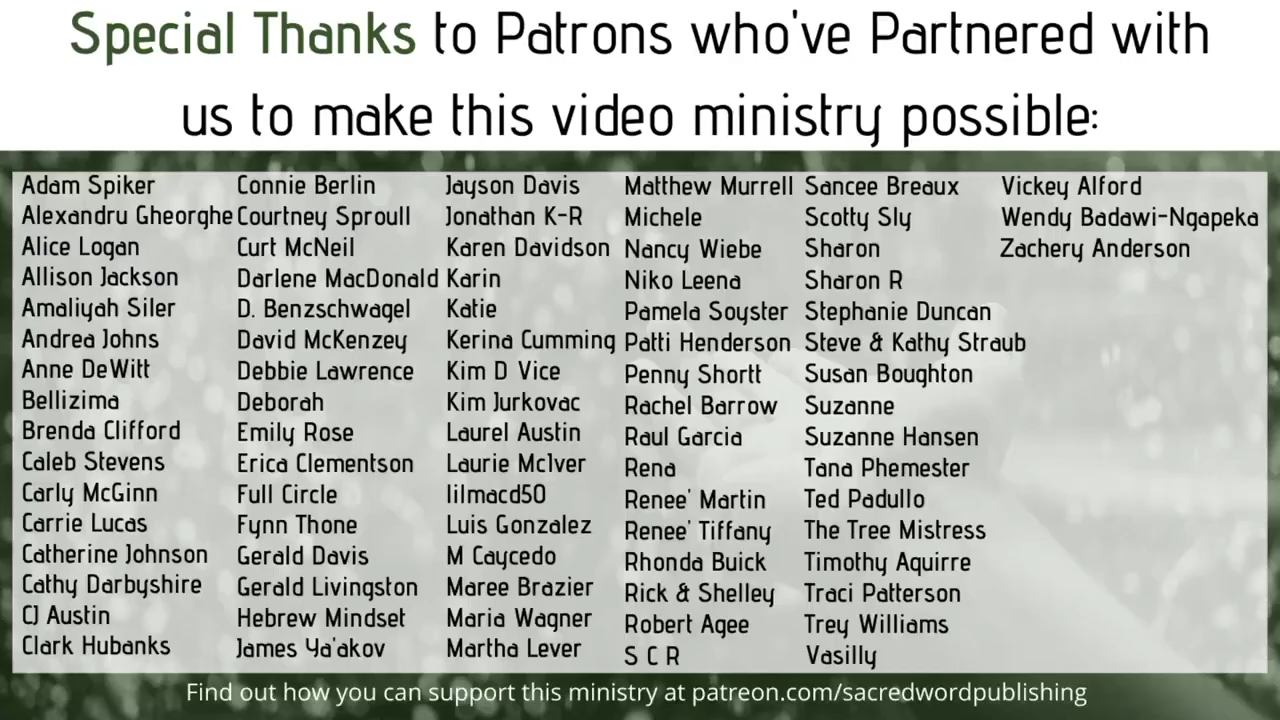 Special Thanks to Patrons who've Partnered with
us to make this video ministry possible:
Adam Spiker
Alexandru Gheorghe
Alice Logan
Allison Jackson
Amaliyah Siler
Andrea Johns
Anne DeWitt
Bellizima
Brenda Clifford
Caleb Stevens
Carly McGinn
Carrie Lucas
Catherine Johnson
Cathy Darbyshire
CJ Austin
Clark Hubanks
Connie Berlin
Courtney Sproull
Curt McNeil
Darlene MacDonald
D. Benzschwagel
David McKenzey
Debbie Lawrence
Deborah
Emily Rose
Erica Clementson
Full Circle
Fynn Thone
Gerald Davis
Gerald Livingston
Hebrew Mindset
James Ya'akov
Jayson Davis
Jonathan K-R
Karen Davidson
Karin
Katie
Kerina Cumming
Kim D Vice
Kim Jurkovac
Laurel Austin
Laurie McIver
lilmacd50
Luis Gonzalez
M Caycedo
Maree Brazier
Maria Wagner
Martha Lever
Matthew Murrell
Michele
Nancy Wiebe
Niko Leena
Pamela Soyster
Patti Henderson
Penny Shortt
Rachel Barrow
Raul Garcia
Rena
Renee' Martin
Renee' Tiffany
Rhonda Buick
Rick & Shelley
Robert Agee
S C R
Sancee Breaux
Scotty Sly
Sharon
Sharon R
Stephanie Duncan
Steve & Kathy Straub
Susan Boughton
Suzanne
Suzanne Hansen
Tana Phemester
Ted Padullo
The Tree Mistress
Timothy Aquirre
Traci Patterson
Trey Williams
Vasilly
Vickey Alford
Wendy Badawi-Ngapeka
Zachery Anderson
Find out how you can support this ministry at patreon.com/sacredwordpublishing